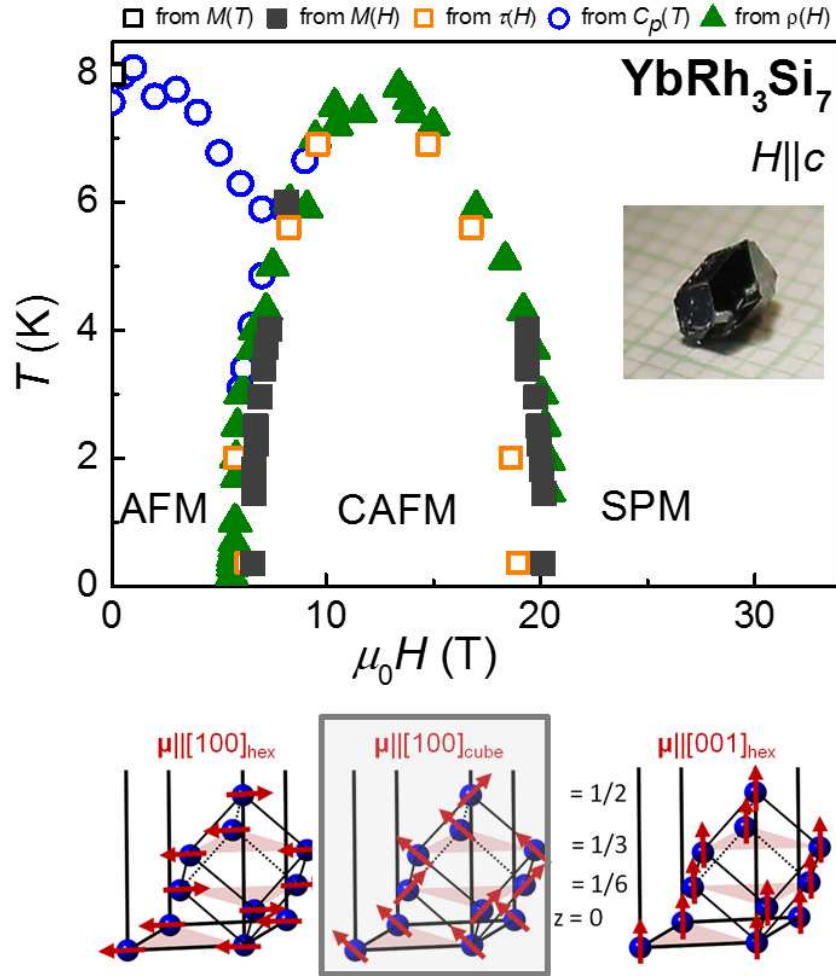 from M(T) from M(H) from τ(H) from Cp(T) from ρ(H)
YbRh3Si7
H||c
8
6
4
2
0
T (K)
AFM CAFM SPM
0 10 20 30
μ0H (T)
μ||[100]hex μ||[100]cube μ||[001]hex
= 1/2
= 1/3
= 1/6
z = 0